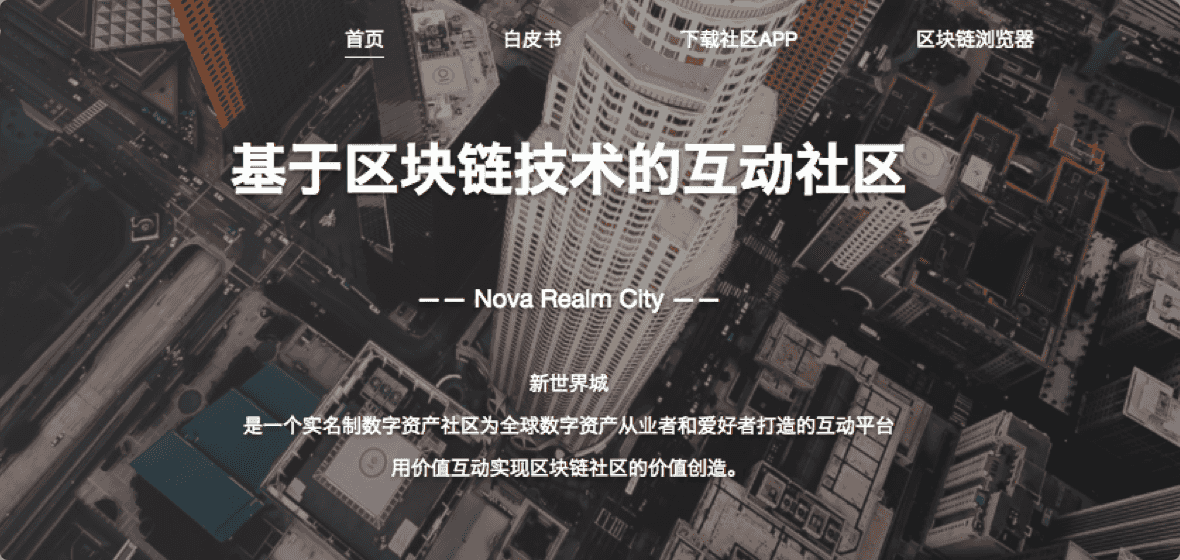 首页 白皮书 下载社区APP 区块链浏览器
基于区块链技术的互动社区
—— Nova Realm City ——
新世界城
是一个实名制数字资产社区为全球数字资产从业者和爱好者打造的互动平台
用价值互动实现区块链社区的价值创造。